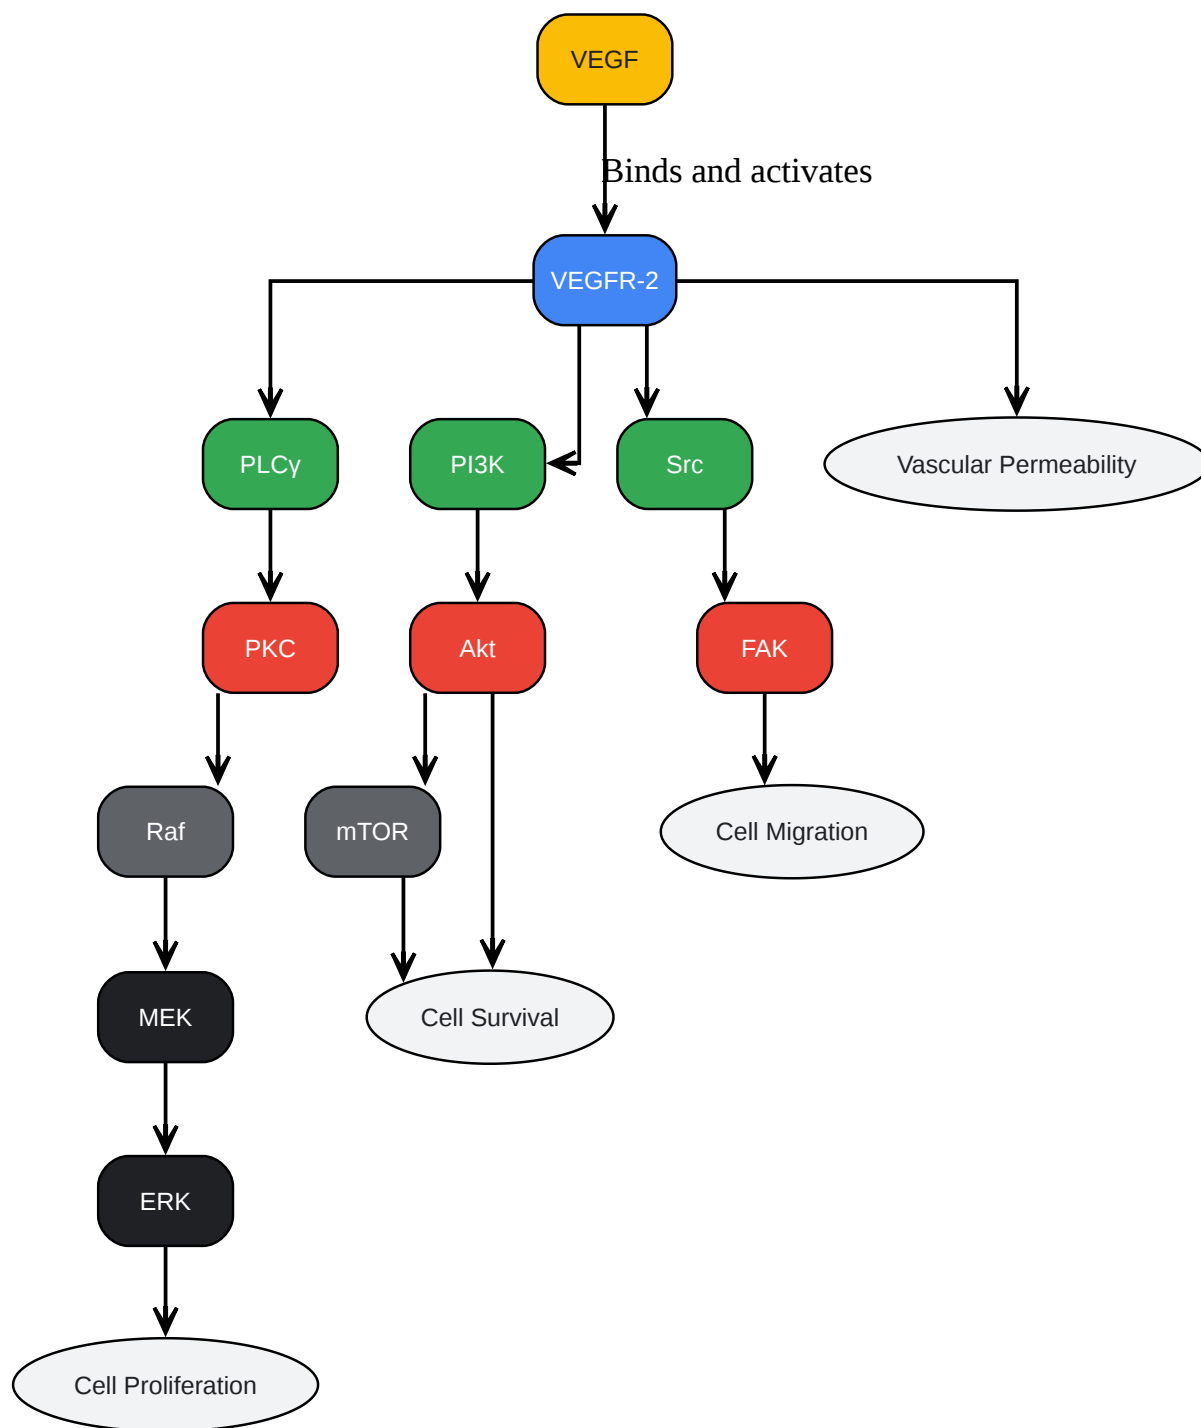 VEGF
Binds and activates
VEGFR-2
PLCγ
PI3K
Src
Vascular Permeability
PKC
Akt
FAK
Raf
mTOR
Cell Migration
MEK
Cell Survival
ERK
Cell Proliferation